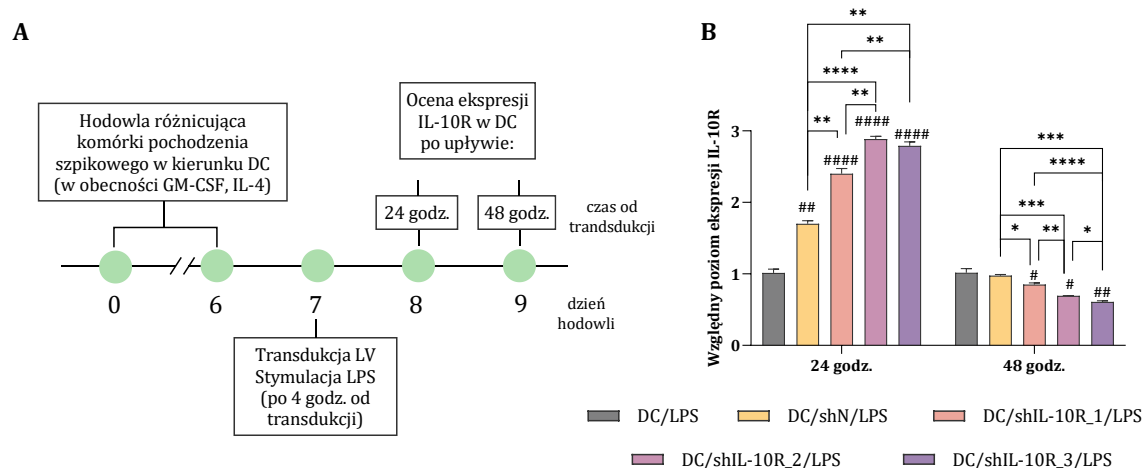 A
Hodowla różnicująca
komórki pochodzenia
szpikowego w kierunku DC
(w obecności GM-CSF, IL-4)
Ocena ekspresji
IL-10R w DC
po upływie:
24 godz.
48 godz.
czas od
trandsdukcji
0
6
7
8
9
dzień
hodowli
Transdukcja LV
Stymulacja LPS
(po 4 godz. od
transdukcji)
B
Względny poziom ekspresji IL-10R
3
2
1
0
**
**
****
**
**
##
####
####
####
***
****
***
*
**
*
#
#
##
24 godz.
48 godz.
DC/LPS
DC/shN/LPS
DC/shIL-10R_1/LPS
DC/shIL-10R_2/LPS
DC/shIL-10R_3/LPS